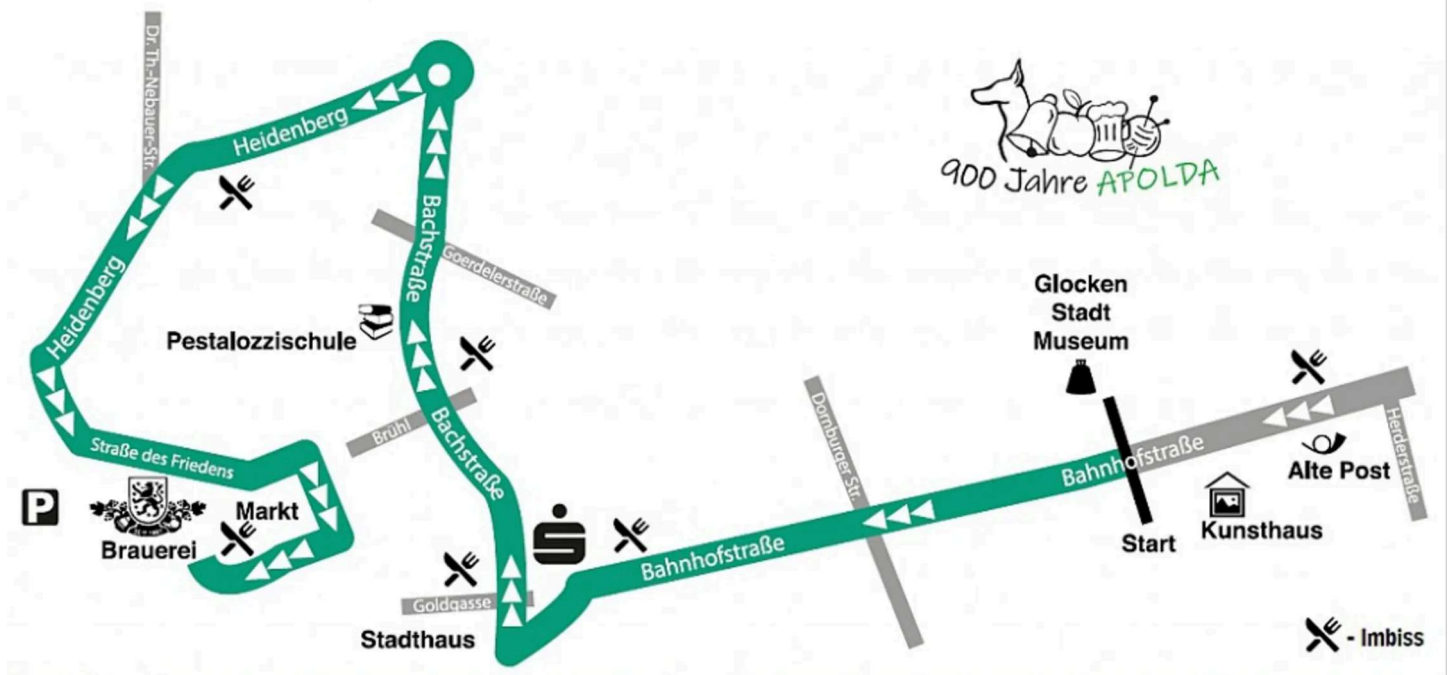 Dr. Th.-Nebauer-Str.
Heidenberg
900 Jahre APOLDA
Bachstraße
Goerdelerstraße
Heidenberg
Glocken
Stadt
Museum
Pestalozzischule
Brühl
Dornburger Str.
Bachstraße
Straße des Friedens
Bahnhofstraße
Herderstraße
Alte Post
P
Markt
Brauerei
Start
Kunsthaus
Bahnhofstraße
Goldgasse
Stadthaus
- Imbiss